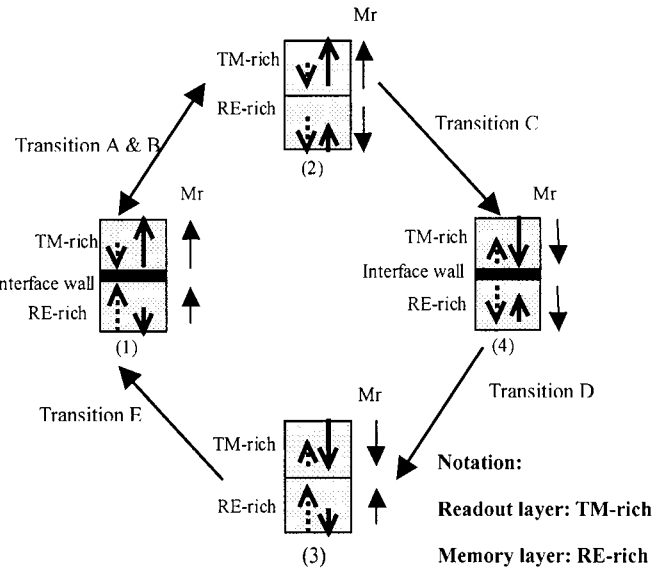 Mr
TM-rich
RE-rich
(2)
Transition A & B
Transition C
Mr
TM-rich
nterface wall
RE-rich
(1)
Mr
TM-rich
Interface wall
RE-rich
(4)
Transition E
Transition D
Mr
TM-rich
RE-rich
(3)
Notation:
Readout layer: TM-rich
Memory layer: RE-rich